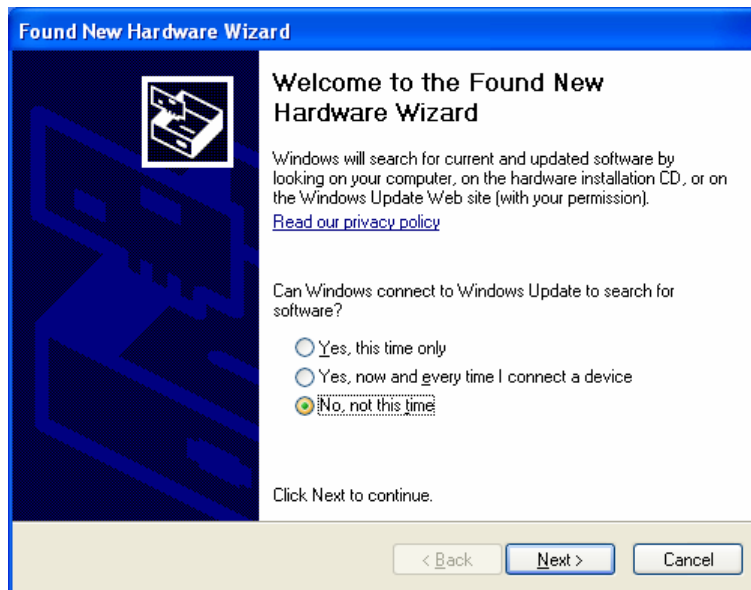 Found New Hardware Wizard
Welcome to the Found New
Hardware Wizard
Windows will search for current and updated software by
looking on your computer, on the hardware installation CD, or on
the Windows Update Web site (with your permission).
Read our privacy policy
Can Windows connect to Windows Update to search for
software?
Yes, this time only
Yes, now and every time I connect a device
No, not this time
Click Next to continue.
< Back Next > Cancel